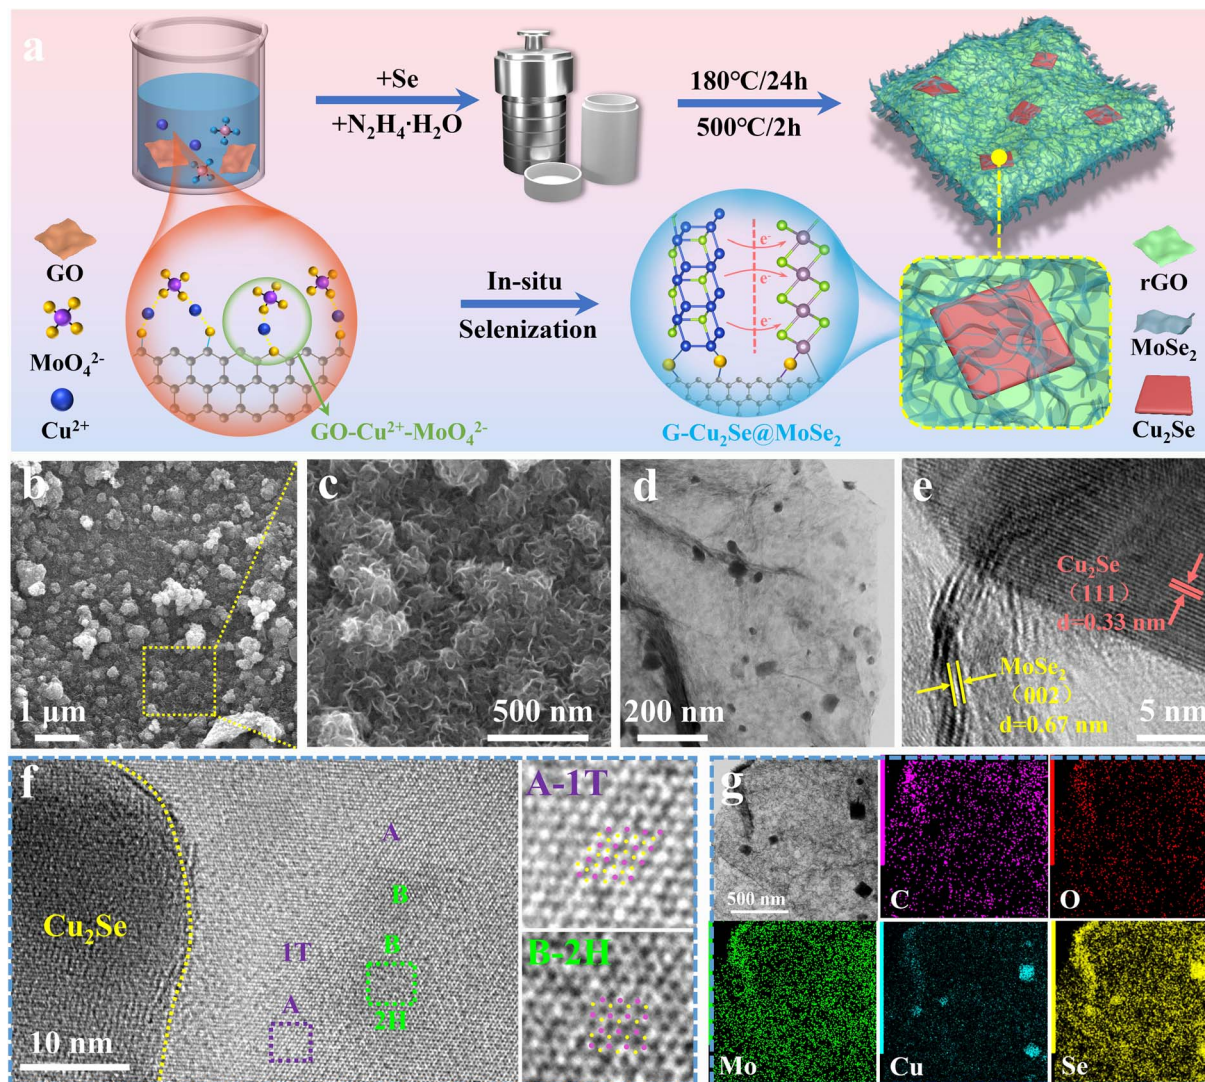 a
+Se
+N₂H₄·H₂O
180°C/24h
500°C/2h
GO
MoO₄²⁻
Cu²⁺
GO-Cu²⁺-MoO₄²⁻
In-situ
Selenization
e⁻
e⁻
e⁻
G-Cu₂Se@MoSe₂
rGO
MoSe₂
Cu₂Se
b
1 μm
c
500 nm
d
200 nm
e
Cu₂Se
(111)
d=0.33 nm
MoSe₂
(002)
d=0.67 nm
5 nm
f
Cu₂Se
A
B
B
1T
A
2H
10 nm
A-1T
B-2H
g
500 nm
C
O
Mo
Cu
Se